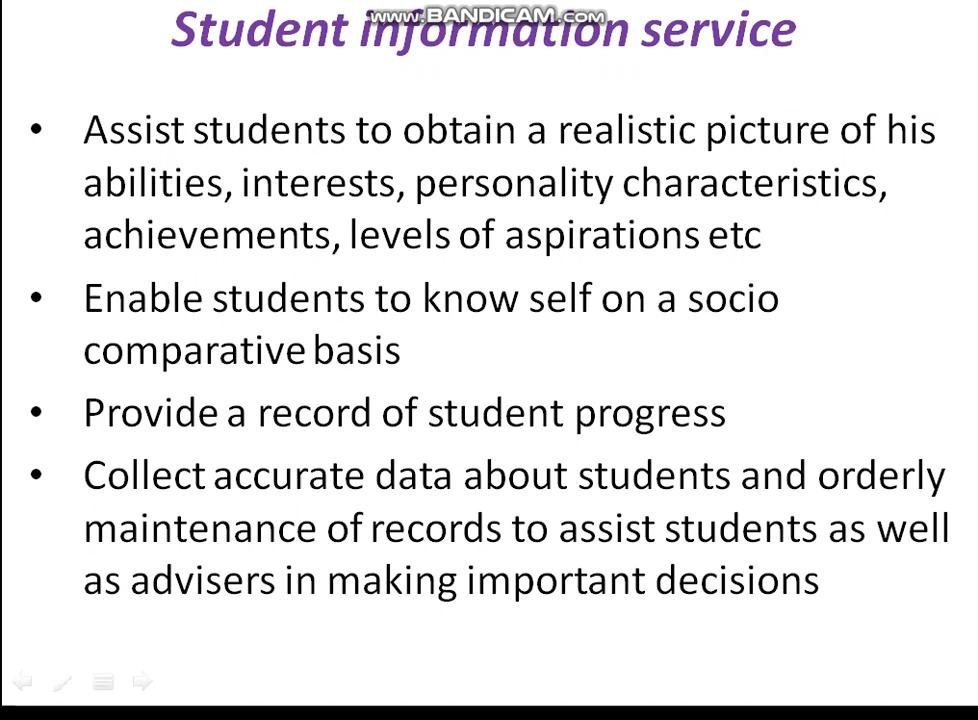 www.BANDICAM.com
Student information service
• Assist students to obtain a realistic picture of his
abilities, interests, personality characteristics,
achievements, levels of aspirations etc
• Enable students to know self on a socio
comparative basis
• Provide a record of student progress
• Collect accurate data about students and orderly
maintenance of records to assist students as well
as advisers in making important decisions